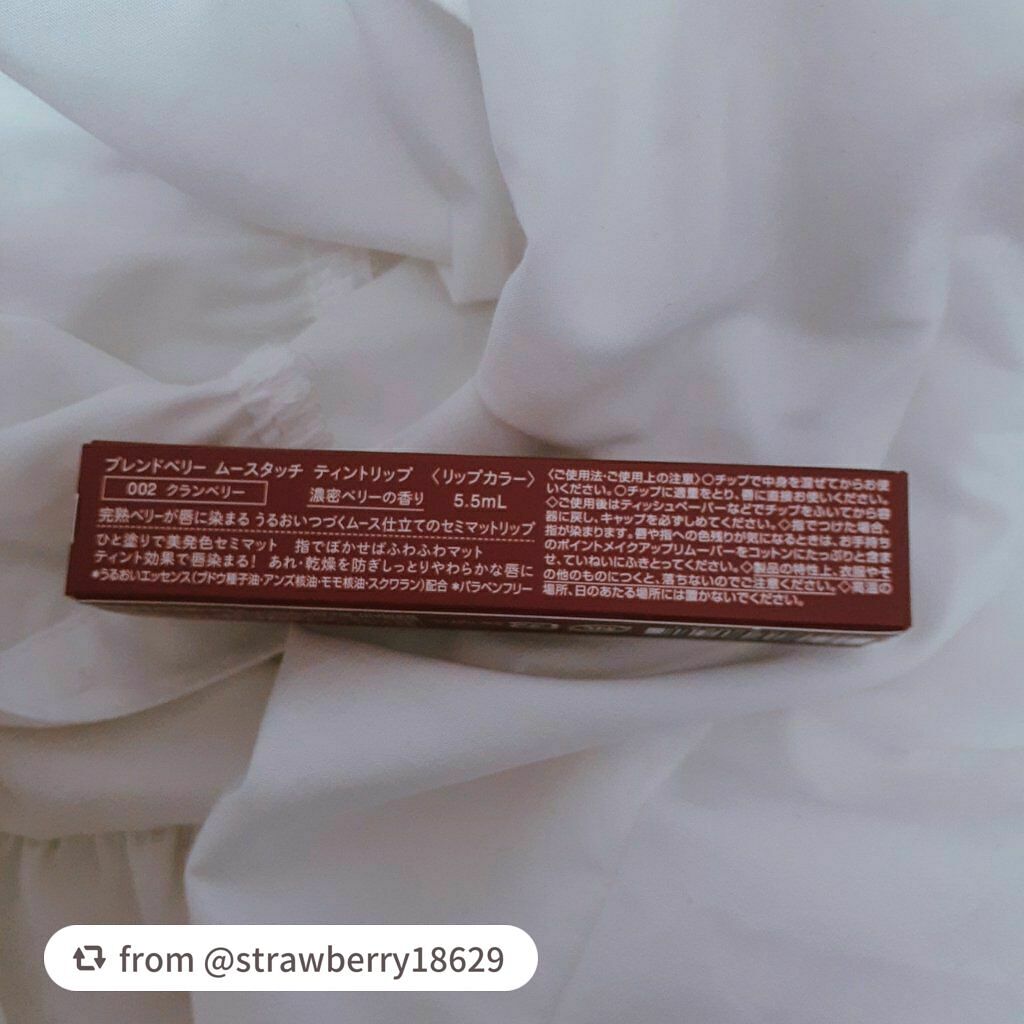 ブレンドベリー ムースタッチ ティントリップ 〈リップカラー〉
002 クランベリー 濃密ベリーの香り 5.5mL
完熟ベリーが唇に染まる うるおいつづくムース仕立てのセミマットリップ
ひと塗りで美発色セミマット 指でぼかせばふわふわマット
ティント効果で唇染まる! あれ・乾燥を防ぎしっとりやわらかな唇に
*うるおいエッセンス(ブドウ種子油・アンズ核油・モモ核油・スクワラン)配合 *パラベンフリー
〈ご使用法・ご使用上の注意〉○チップで中身を混ぜてからお使
いください。○チップに適量をとり、唇に直接お使いください。
◇ご使用後はティッシュペーパーなどでチップをふいてから容
器に戻し、キャップを必ずしめてください。◇指でつけた場合、
指が染まります。唇や指への色残りが気になるときは、お手持ち
のポイントメイクアップリムーバーをコットンにたっぷりと含ま
せ、ていねいにふきとってください。◇製品の特性上、衣服やそ
の他のものにつくと、落ちないのでご注意ください。◇高温の
場所、日のあたる場所には置かないでください。
from @strawberry18629